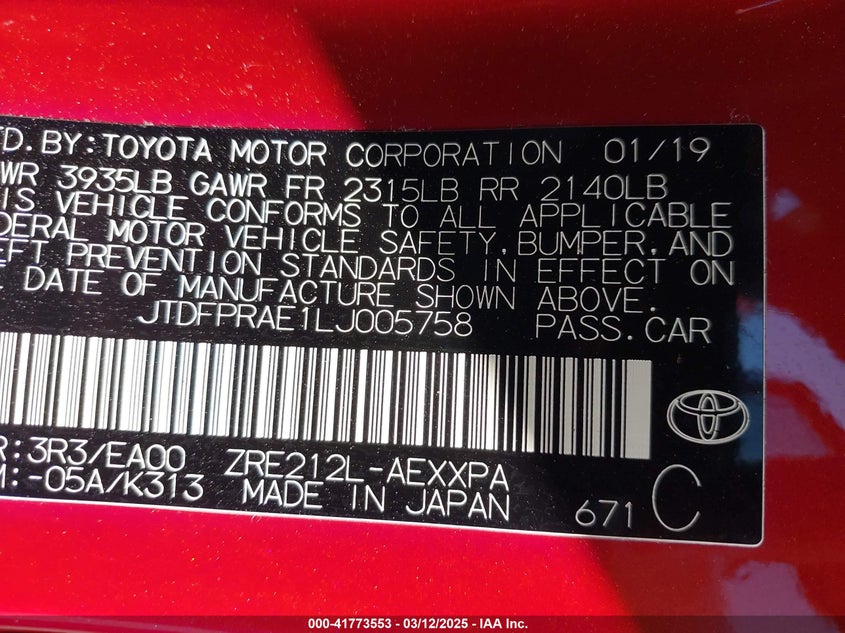 D. BY: TOYOTA MOTOR CORPORATION 01/19
WR 3935LB GAWR FR 2315LB RR 2140LB
IS VEHICLE CONFORMS TO ALL APPLICABLE
DERAL MOTOR VEHICLE SAFETY, BUMPER, AND
EFT PREVENTION STANDARDS IN EFFECT ON
E DATE OF MANUFACTURE SHOWN ABOVE.
JTDFPRAE1LJ005758 PASS.CAR
R:3R3/EA00 ZRE212L-AEXXPA
M:-05A/K313 MADE IN JAPAN 671 C
000-41773553 — 03/12/2025 — IAA Inc.